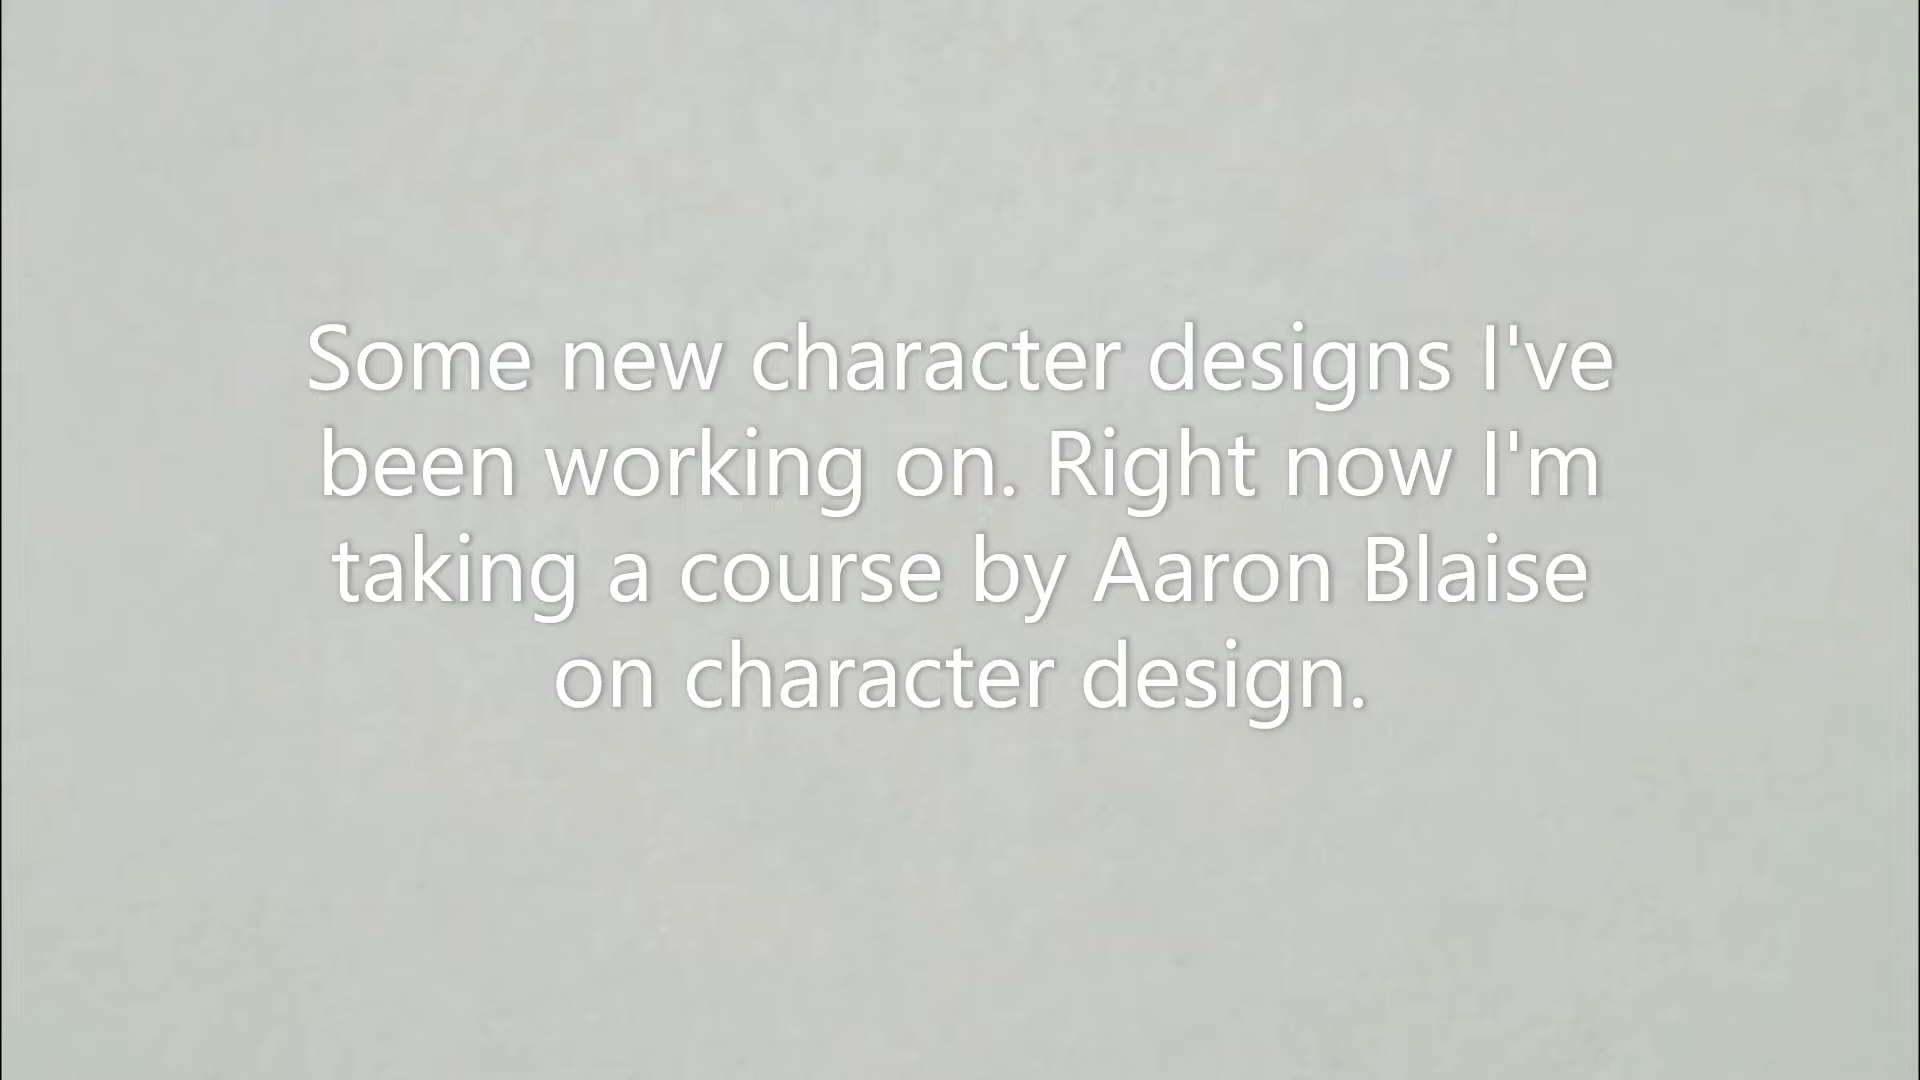 Some new character designs I've
been working on. Right now I'm
taking a course by Aaron Blaise
on character design.